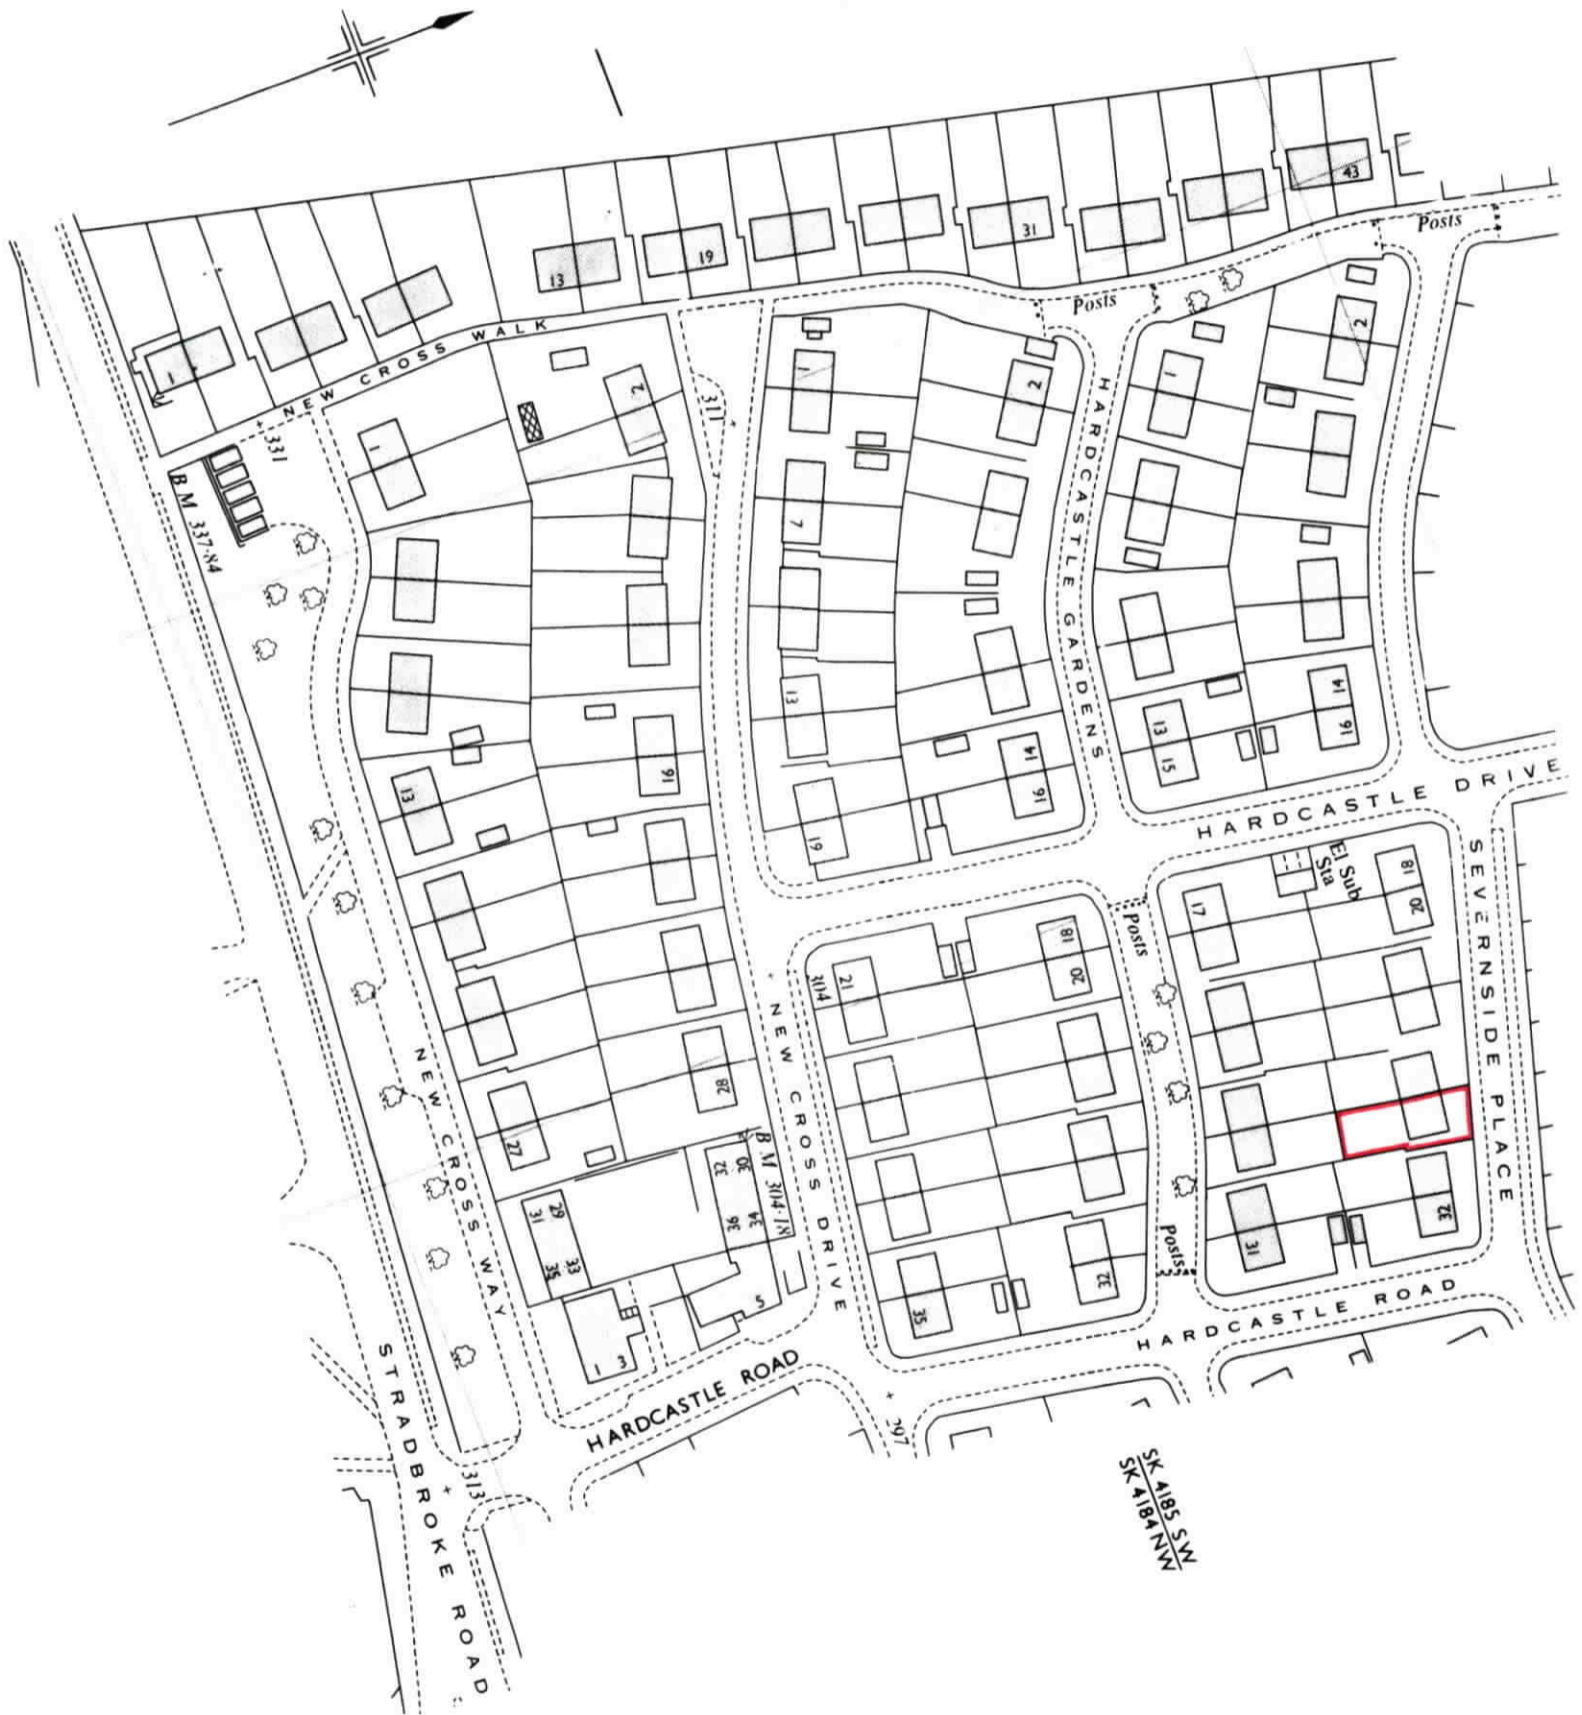 43
Posts
31
19
13
NEW CROSS WALK
Posts
1
2
1
2
1
2
1
311
331
B M 337·84
7
HARDCASTLE GARDENS
13
14
16
13
15
14
16
13
16
19
HARDCASTLE DRIVE
El Sub
Sta
18
20
17
SEVERNSIDE PLACE
Posts
18
20
21
304
NEW CROSS DRIVE
NEW CROSS WAY
28
27
B M 304·18
30
32
34
36
29
31
33
35
32
31
Posts
32
35
5
1
3
HARDCASTLE ROAD
HARDCASTLE ROAD
297
313
STRADBROKE ROAD
SK 4185 SW
SK 4184 NW